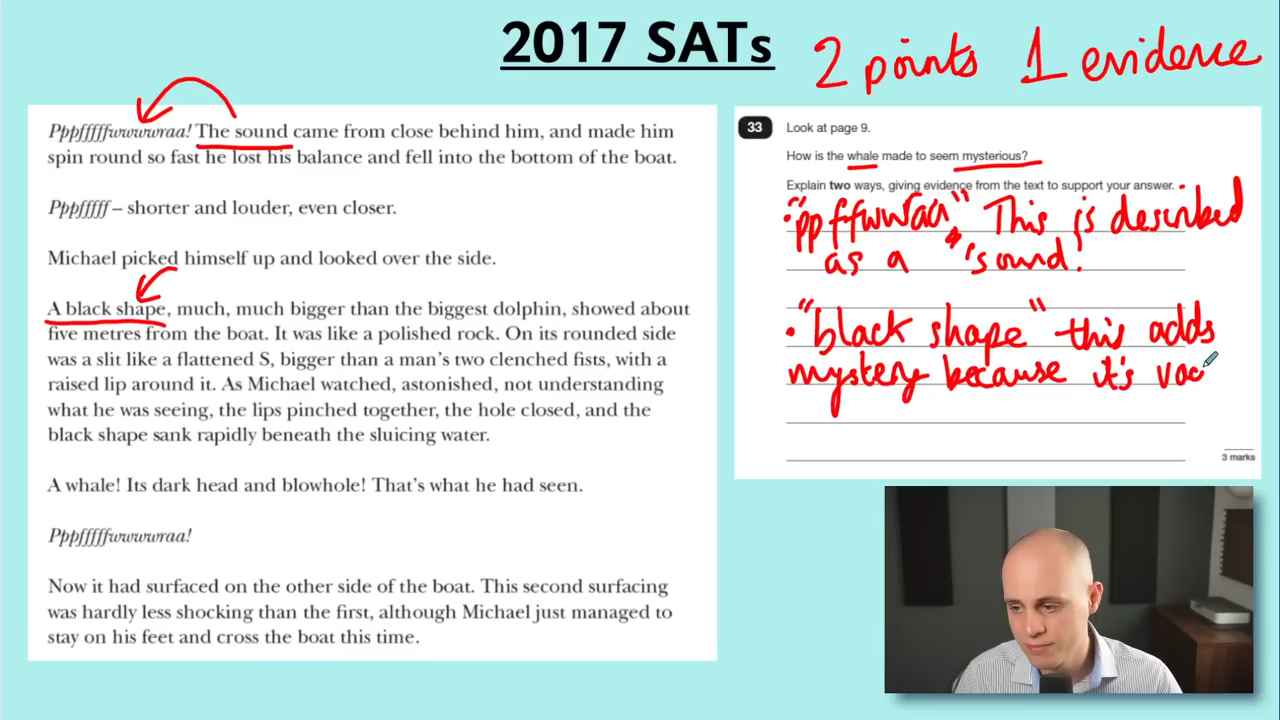 2017 SATs
2 points 1 evidence
Pppfffffwwwwraa! The sound came from close behind him, and made him
spin round so fast he lost his balance and fell into the bottom of the boat.
Pppfffff – shorter and louder, even closer.
Michael picked himself up and looked over the side.
A black shape, much, much bigger than the biggest dolphin, showed about
five metres from the boat. It was like a polished rock. On its rounded side
was a slit like a flattened S, bigger than a man's two clenched fists, with a
raised lip around it. As Michael watched, astonished, not understanding
what he was seeing, the lips pinched together, the hole closed, and the
black shape sank rapidly beneath the sluicing water.
A whale! Its dark head and blowhole! That's what he had seen.
Pppfffffwwwwraa!
Now it had surfaced on the other side of the boat. This second surfacing
was hardly less shocking than the first, although Michael just managed to
stay on his feet and cross the boat this time.
33 Look at page 9.
How is the whale made to seem mysterious?
Explain two ways, giving evidence from the text to support your answer.
• "ppffwwraa" This is described
as a 'sound'.
• "black shape" this adds
mystery because it's
3 marks